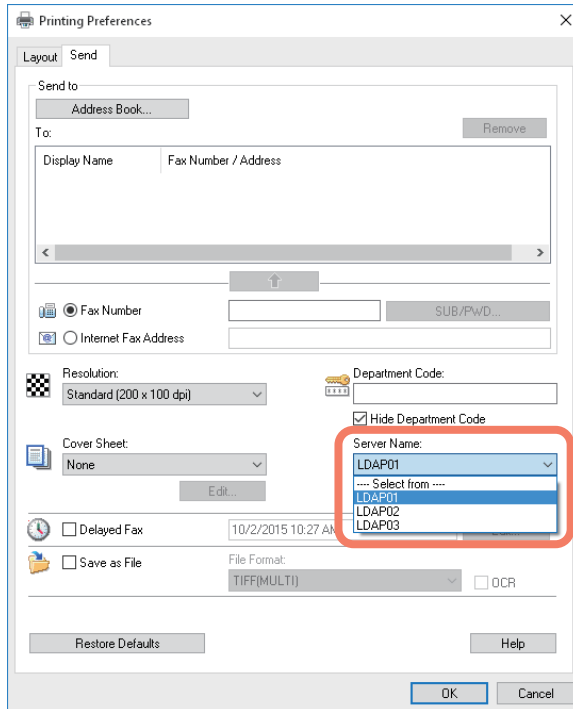 Printing Preferences
Layout Send
Send to
Address Book...
To:
Remove
Display Name Fax Number / Address
Fax Number
SUB/PWD...
Internet Fax Address
Resolution:
Standard (200 x 100 dpi)
Department Code:
Hide Department Code
Cover Sheet:
None
Edit...
Server Name:
LDAP01
---- Select from ----
LDAP01
LDAP02
LDAP03
Delayed Fax
10/2/2015 10:27 AM
Save as File
File Format:
TIFF(MULTI)
OCR
Restore Defaults
Help
OK
Cancel